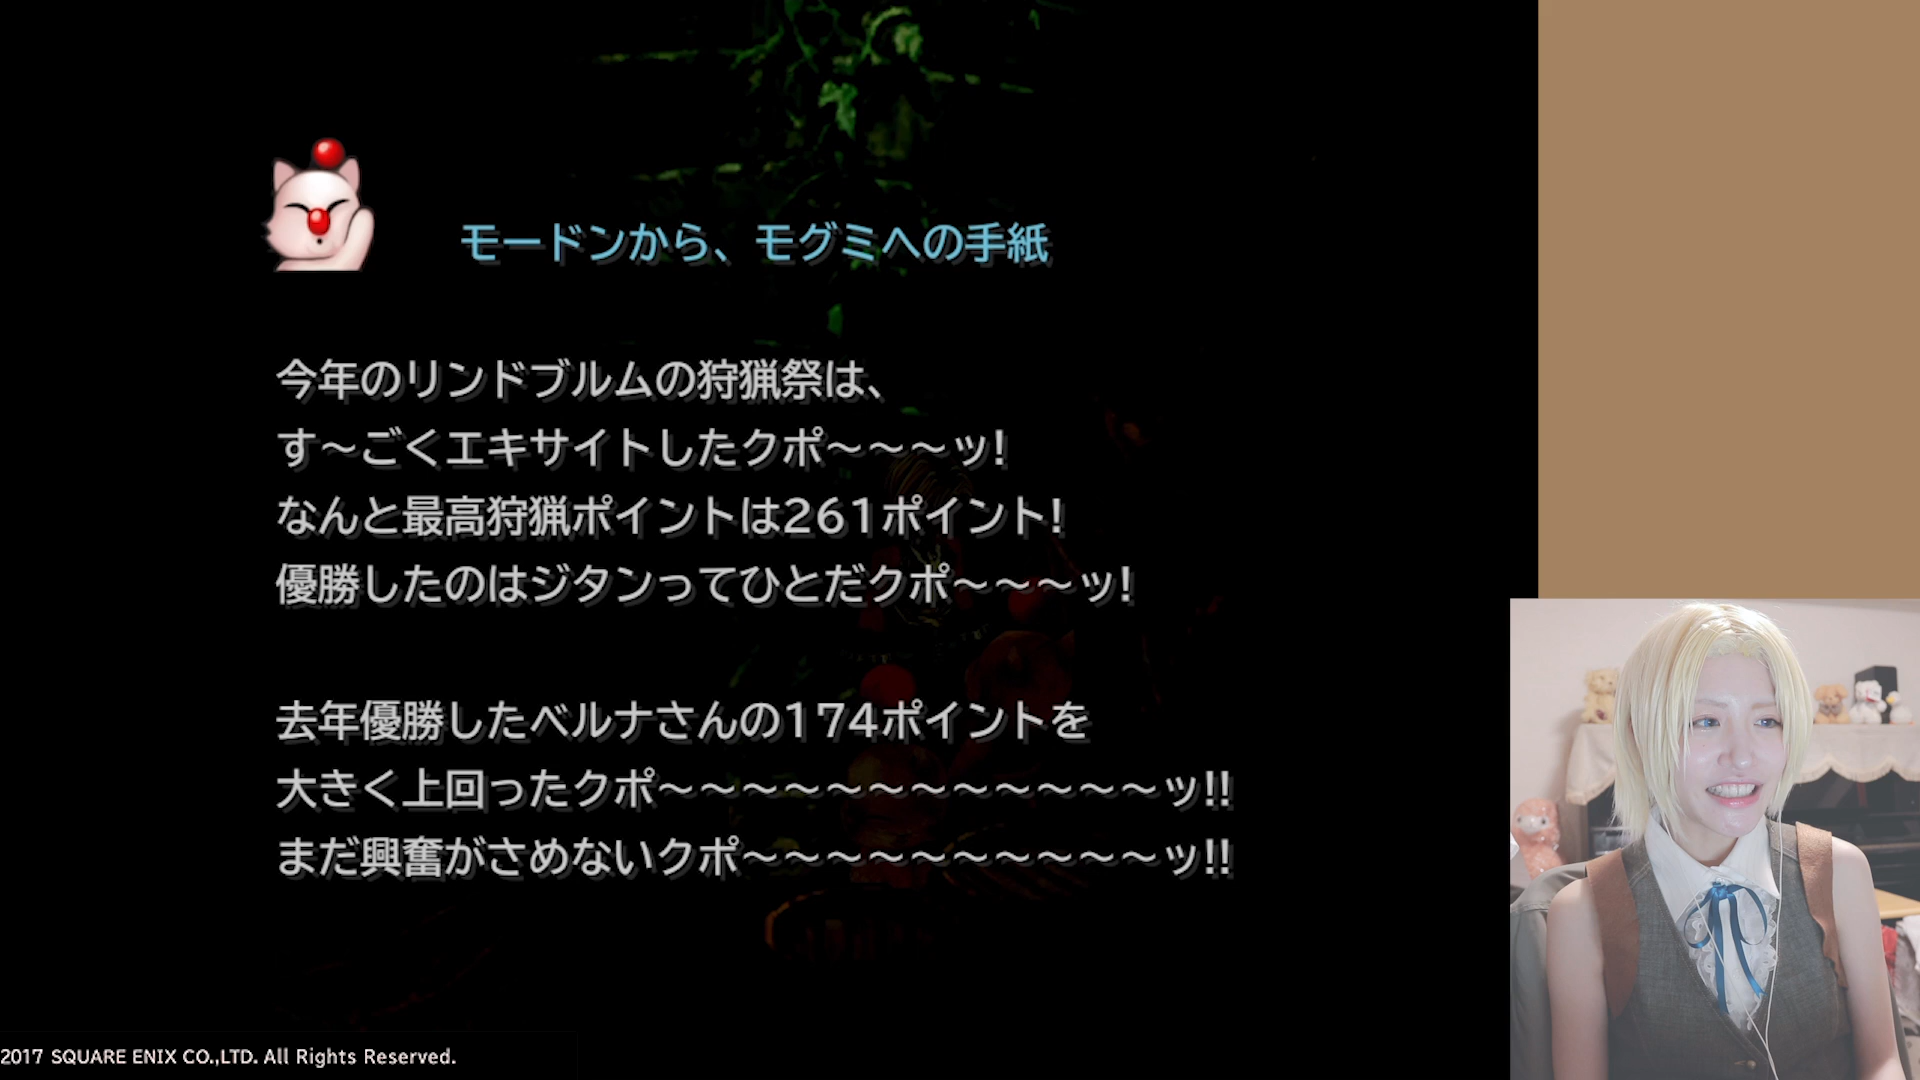 モードンから、モグミへの手紙
今年のリンドブルムの狩猟祭は、
す～ごくエキサイトしたクポ～～～ッ!
なんと最高狩猟ポイントは261ポイント!
優勝したのはジタンってひとだクポ～～～ッ!
去年優勝したベルナさんの174ポイントを
大きく上回ったクポ～～～～～～～～～～～～ッ!!
まだ興奮がさめないクポ～～～～～～～～～～ッ!!
2017 SQUARE ENIX CO.,LTD. All Rights Reserved.